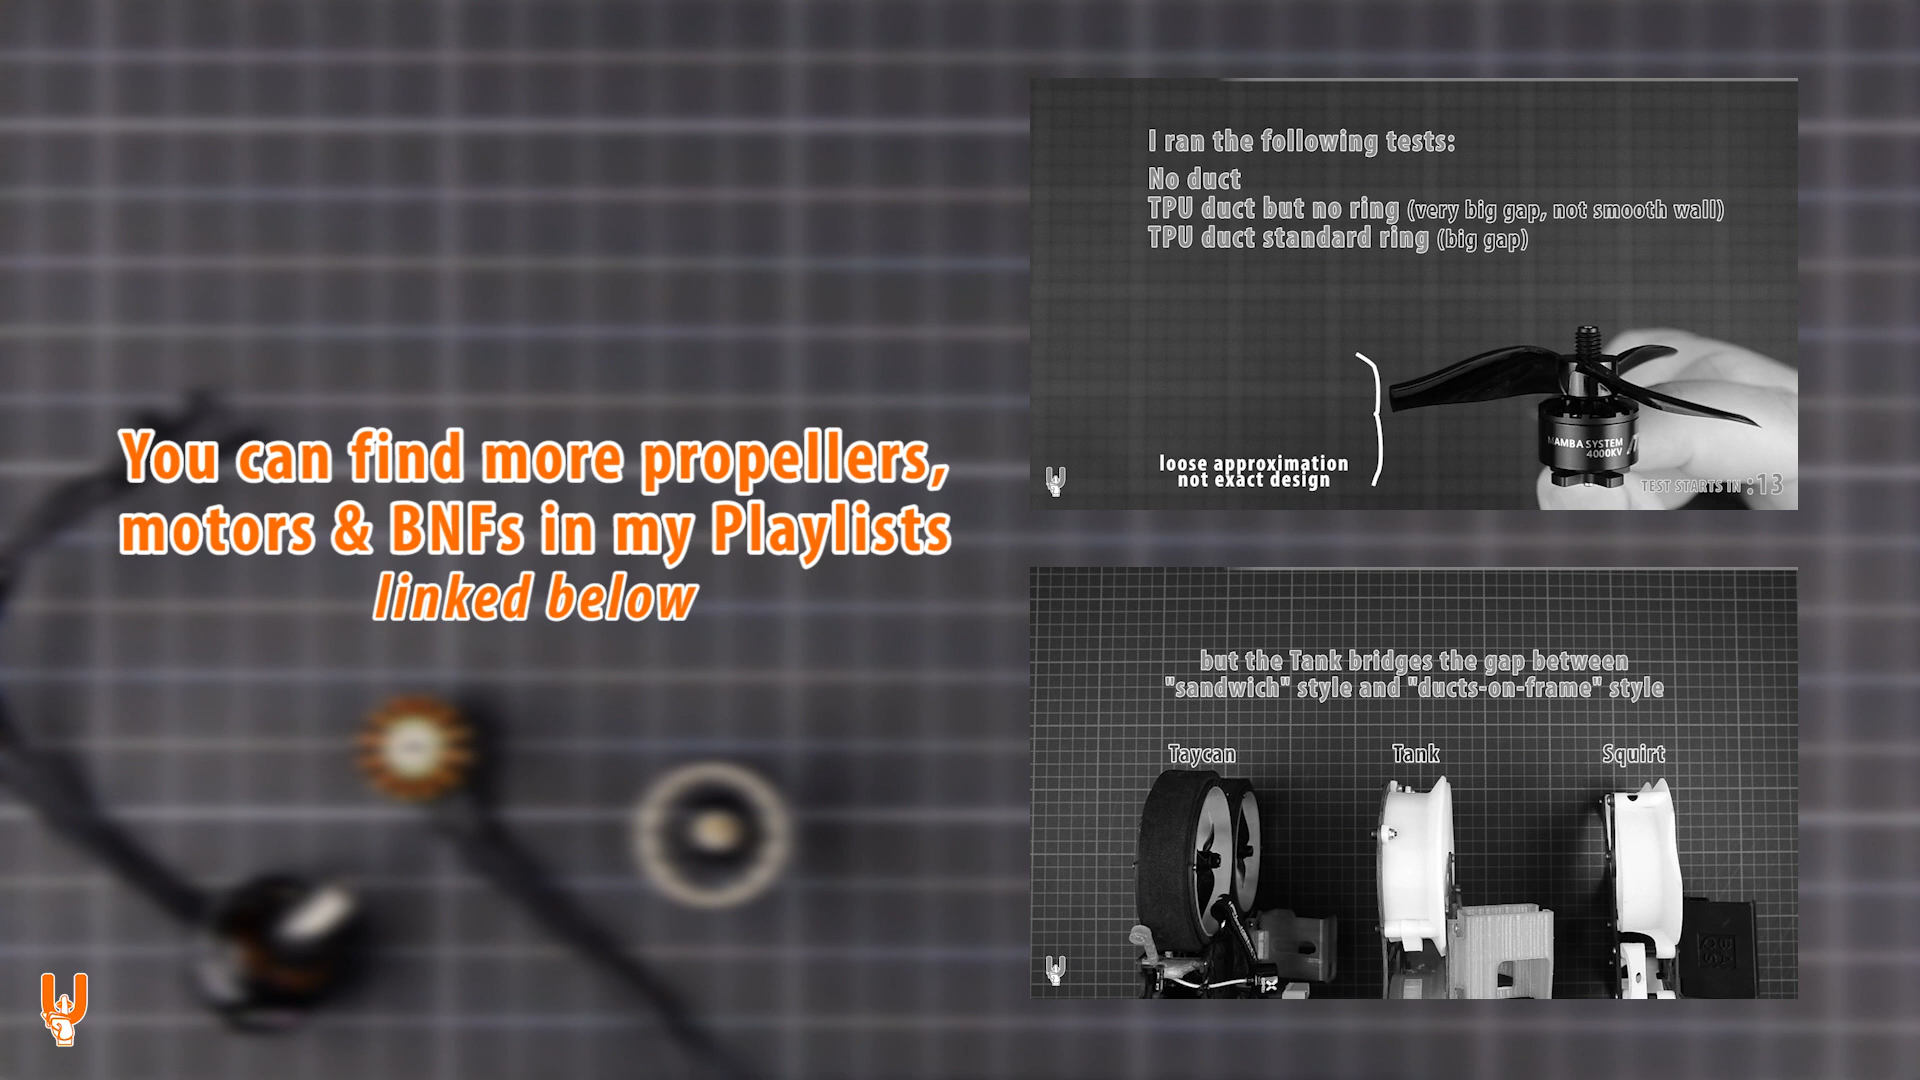 You can find more propellers,
motors & BNFs in my Playlists
linked below
I ran the following tests:
No duct
TPU duct but no ring (very big gap, not smooth wall)
TPU duct standard ring (big gap)
loose approximation
not exact design
MAMBA SYSTEM
4000KV
TEST STARTS IN :13
but the Tank bridges the gap between
"sandwich" style and "ducts-on-frame" style
Taycan
Tank
Squirt